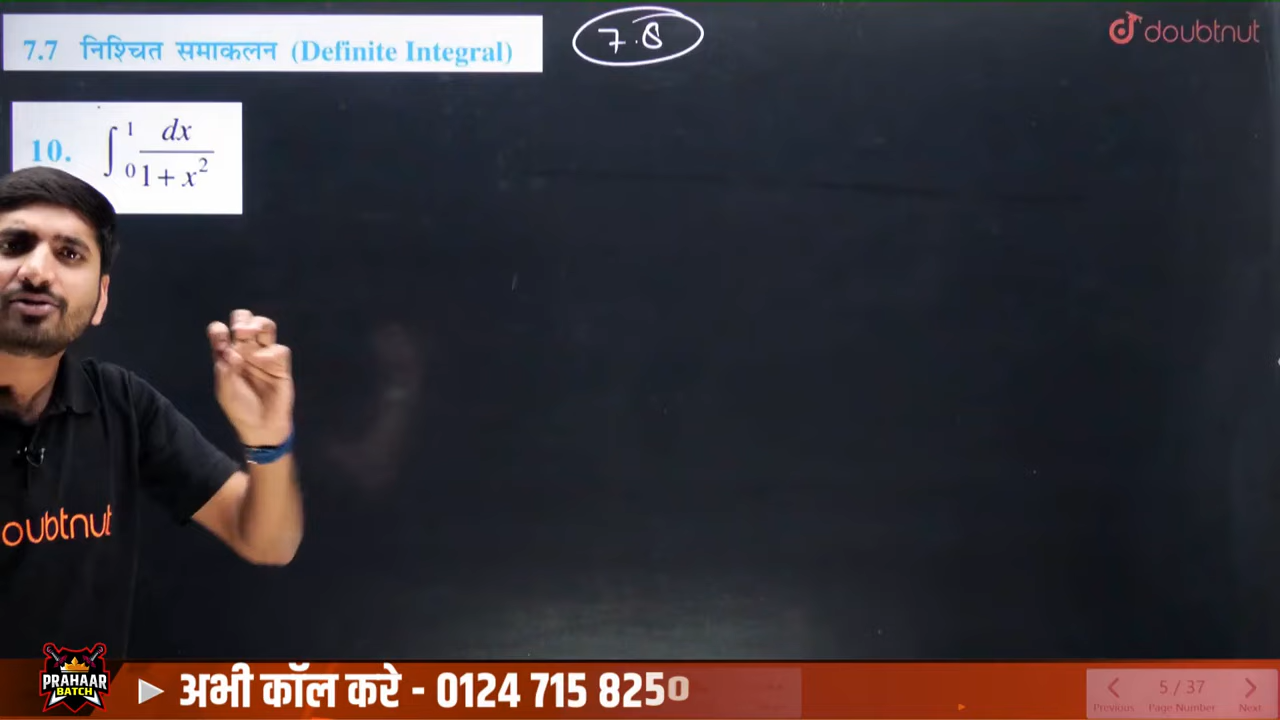 7.7 निश्चित समाकलन (Definite Integral)
7.8
doubtnut
10. ∫₀¹ dx / 1 + x²
oubtnut
PRAHAAR
BATCH
अभी कॉल करे - 0124 715 8250
5 / 37
Previous Page Number Next